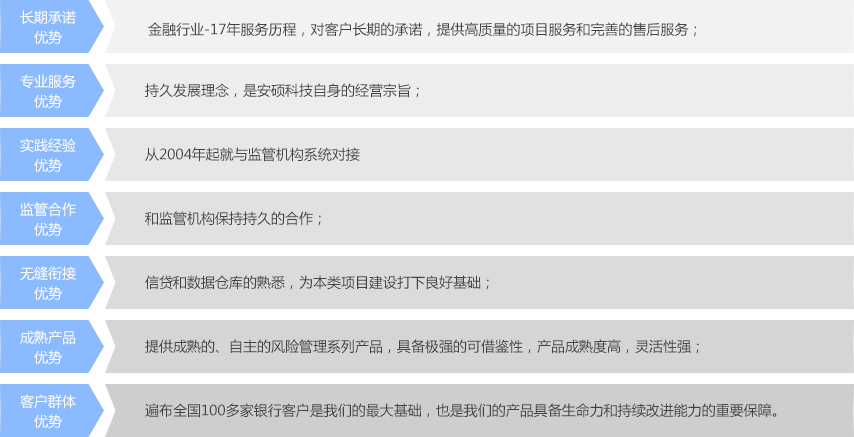 长期承诺
优势
金融行业-17年服务历程，对客户长期的承诺，提供高质量的项目服务和完善的售后服务；
专业服务
优势
持久发展理念，是安硕科技自身的经营宗旨；
实践经验
优势
从2004年起就与监管机构系统对接
监管合作
优势
和监管机构保持持久的合作；
无缝衔接
优势
信贷和数据仓库的熟悉，为本类项目建设打下良好基础；
成熟产品
优势
提供成熟的、自主的风险管理系列产品，具备极强的可借鉴性，产品成熟度高，灵活性强；
客户群体
优势
遍布全国100多家银行客户是我们的最大基础，也是我们的产品具备生命力和持续改进能力的重要保障。